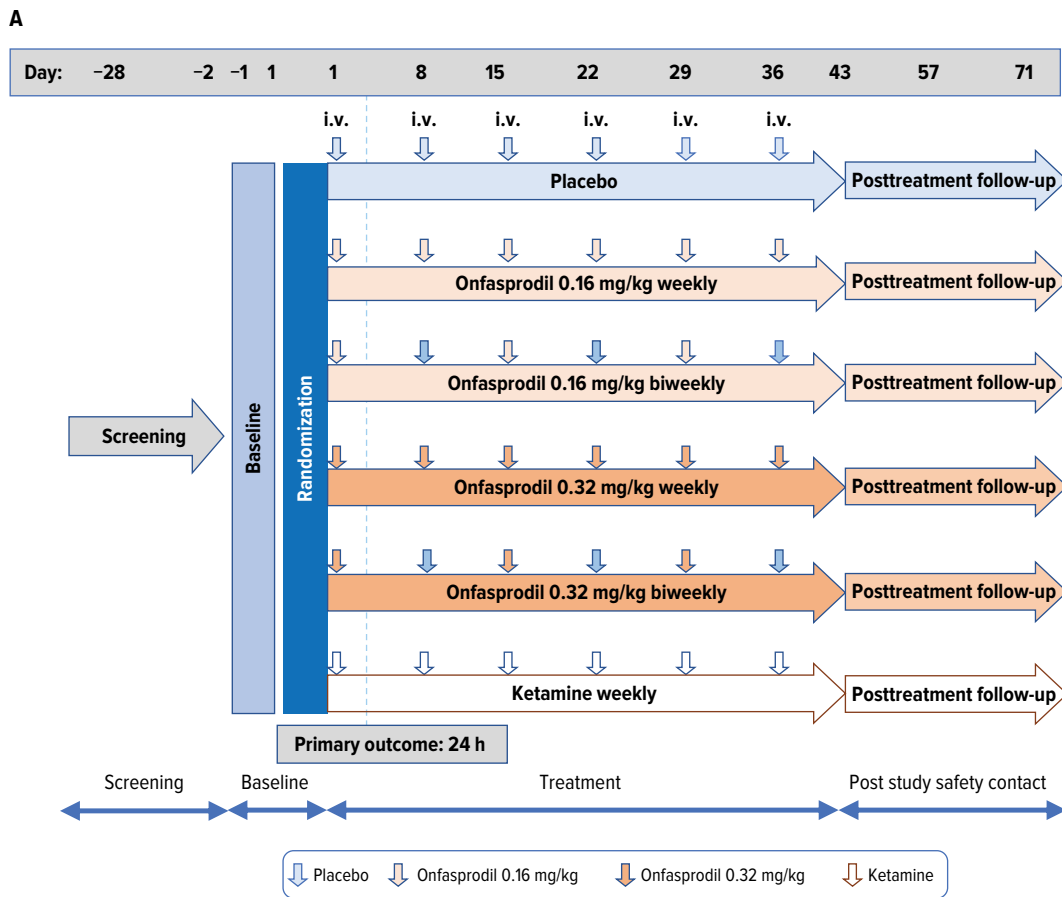 A
Day: −28 −2 −1 1 1 8 15 22 29 36 43 57 71
i.v. i.v. i.v. i.v. i.v. i.v.
Placebo Posttreatment follow-up
Onfasprodil 0.16 mg/kg weekly Posttreatment follow-up
Onfasprodil 0.16 mg/kg biweekly Posttreatment follow-up
Screening
Baseline
Randomization
Onfasprodil 0.32 mg/kg weekly Posttreatment follow-up
Onfasprodil 0.32 mg/kg biweekly Posttreatment follow-up
Ketamine weekly Posttreatment follow-up
Primary outcome: 24 h
Screening Baseline Treatment Post study safety contact
Placebo Onfasprodil 0.16 mg/kg Onfasprodil 0.32 mg/kg Ketamine